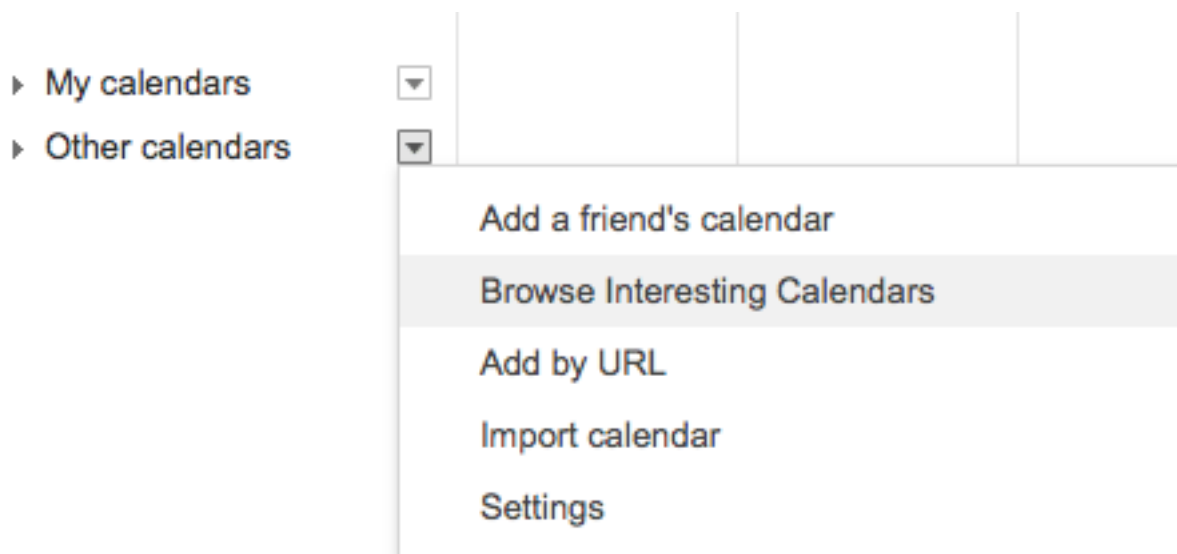 My calendars
Other calendars
Add a friend's calendar
Browse Interesting Calendars
Add by URL
Import calendar
Settings